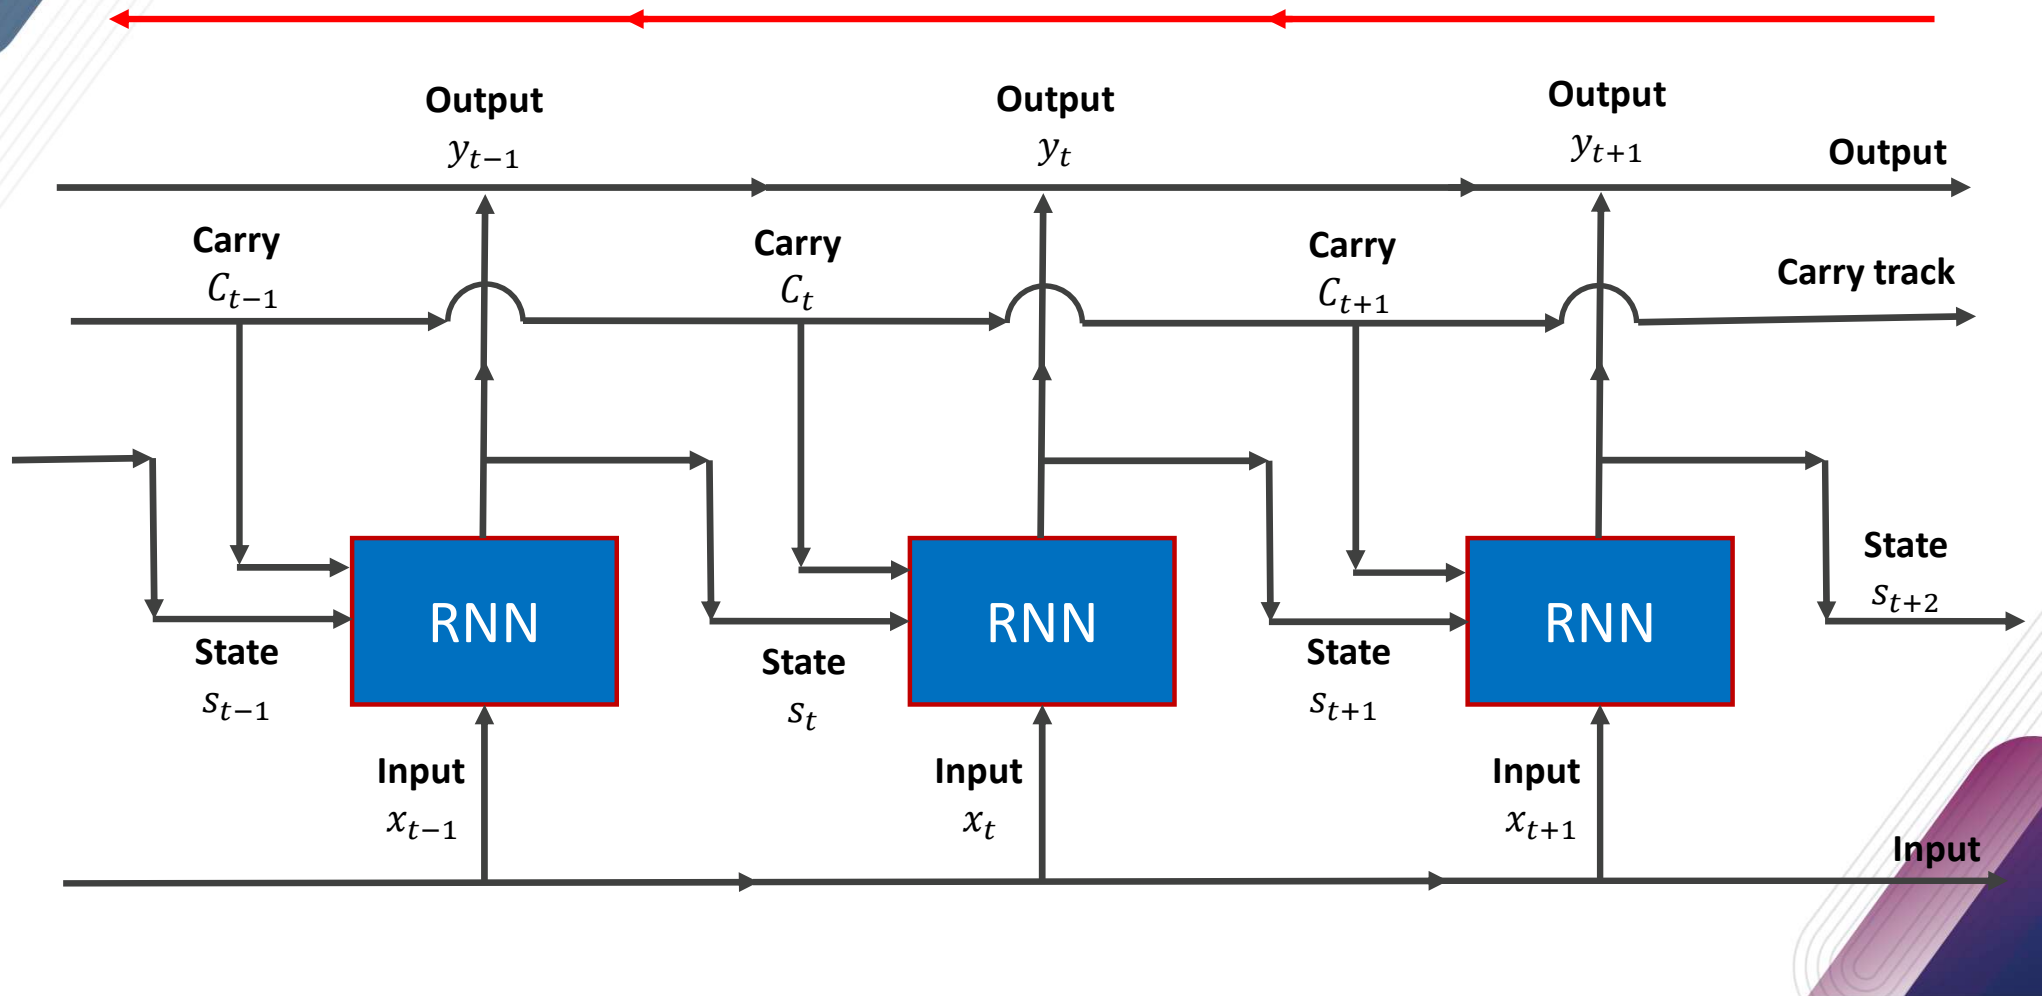 Output
y_{t−1}
Output
y_t
Output
y_{t+1}
Output
Carry
C_{t−1}
Carry
C_t
Carry
C_{t+1}
Carry track
RNN
RNN
RNN
State
s_{t−1}
State
s_t
State
s_{t+1}
State
s_{t+2}
Input
x_{t−1}
Input
x_t
Input
x_{t+1}
Input